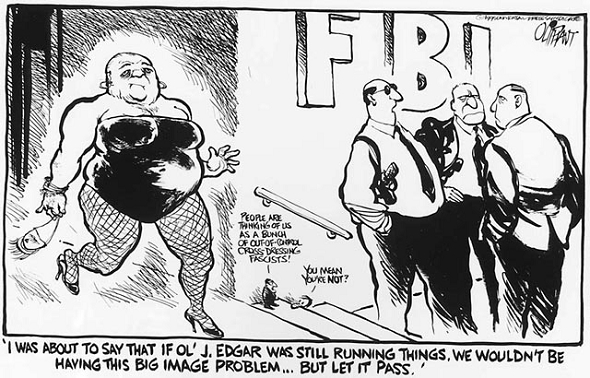 OLIPHANT
FBI
PEOPLE ARE
THINKING OF US
AS A BUNCH
OF OUT-OF-CONTROL
CROSS-DRESSING
FASCISTS!
YOU MEAN
YOU'RE NOT?
'I WAS ABOUT TO SAY THAT IF OL' J. EDGAR WAS STILL RUNNING THINGS, WE WOULDN'T BE
HAVING THIS BIG IMAGE PROBLEM... BUT LET IT PASS.'